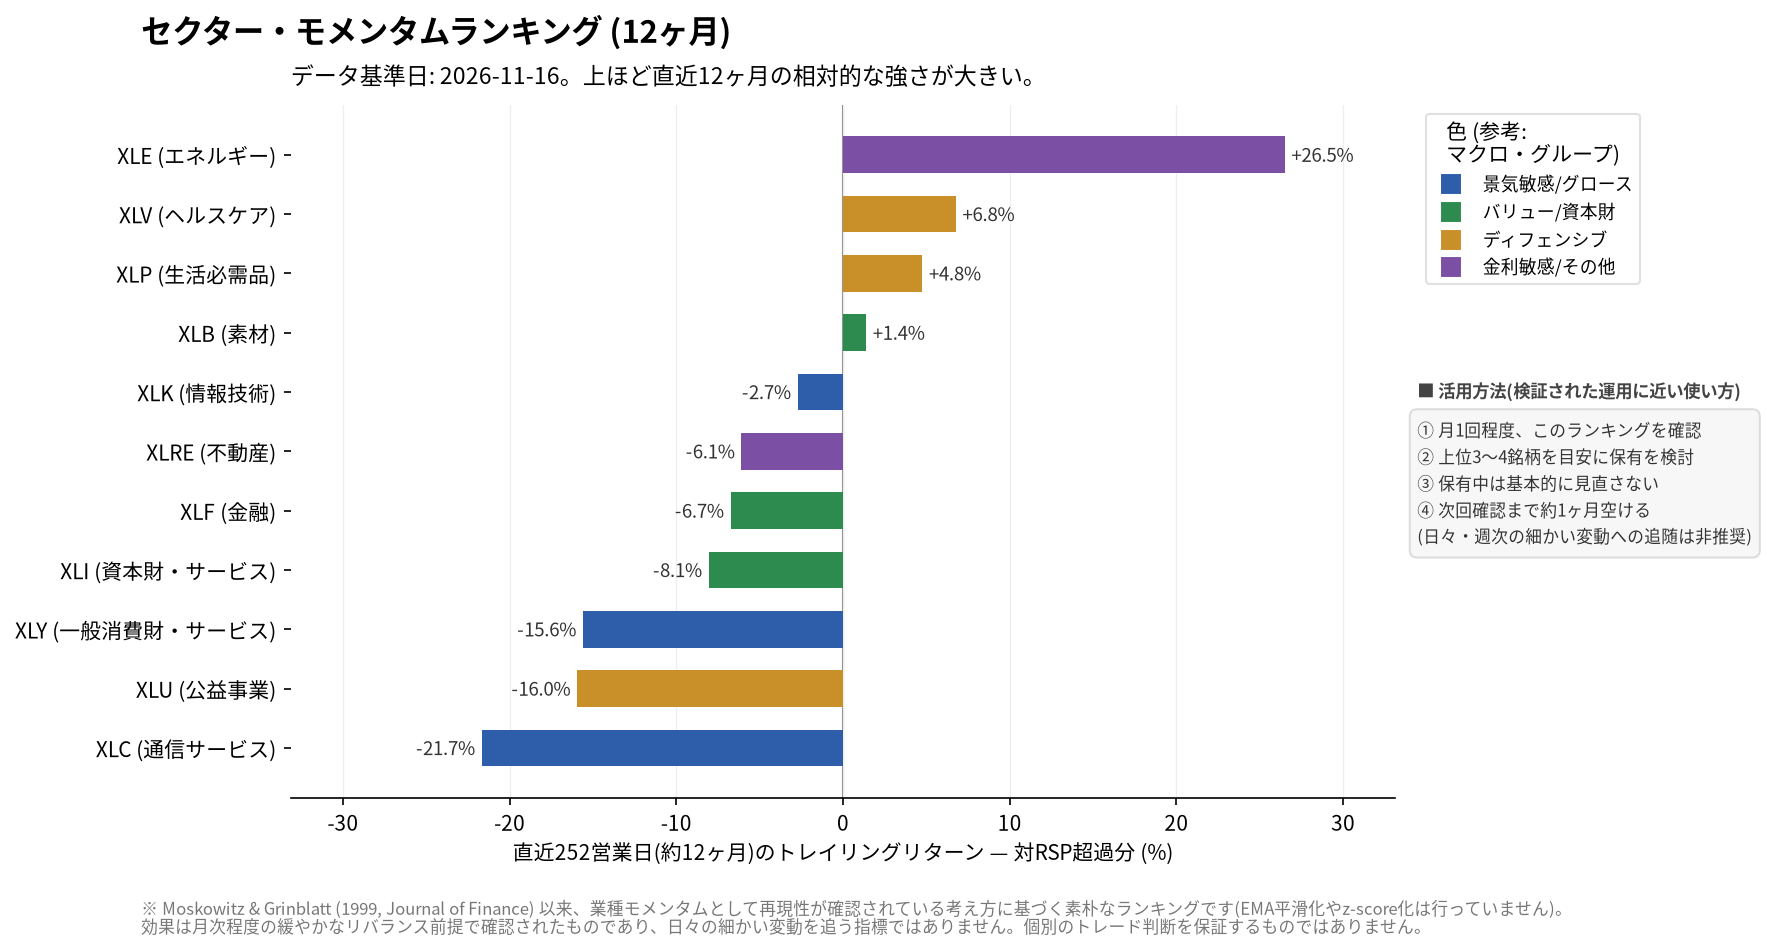 セクター・モメンタムランキング (12ヶ月)
データ基準日: 2026-11-16。上ほど直近12ヶ月の相対的な強さが大きい。
XLE (エネルギー)
+26.5%
XLV (ヘルスケア)
+6.8%
XLP (生活必需品)
+4.8%
XLB (素材)
+1.4%
XLK (情報技術)
-2.7%
XLRE (不動産)
-6.1%
XLF (金融)
-6.7%
XLI (資本財・サービス)
-8.1%
XLY (一般消費財・サービス)
-15.6%
XLU (公益事業)
-16.0%
XLC (通信サービス)
-21.7%
-30 -20 -10 0 10 20 30
直近252営業日(約12ヶ月)のトレイリングリターン — 対RSP超過分 (%)
色 (参考:
マクロ・グループ)
景気敏感/グロース
バリュー/資本財
ディフェンシブ
金利敏感/その他
■ 活用方法(検証された運用に近い使い方)
① 月1回程度、このランキングを確認
② 上位3〜4銘柄を目安に保有を検討
③ 保有中は基本的に見直さない
④ 次回確認まで約1ヶ月空ける
(日々・週次の細かい変動への追随は非推奨)
※ Moskowitz & Grinblatt (1999, Journal of Finance) 以来、業種モメンタムとして再現性が確認されている考え方に基づく素朴なランキングです(EMA平滑化やz-score化は行っていません)。
効果は月次程度の緩やかなリバランス前提で確認されたものであり、日々の細かい変動を追う指標ではありません。個別のトレード判断を保証するものではありません。